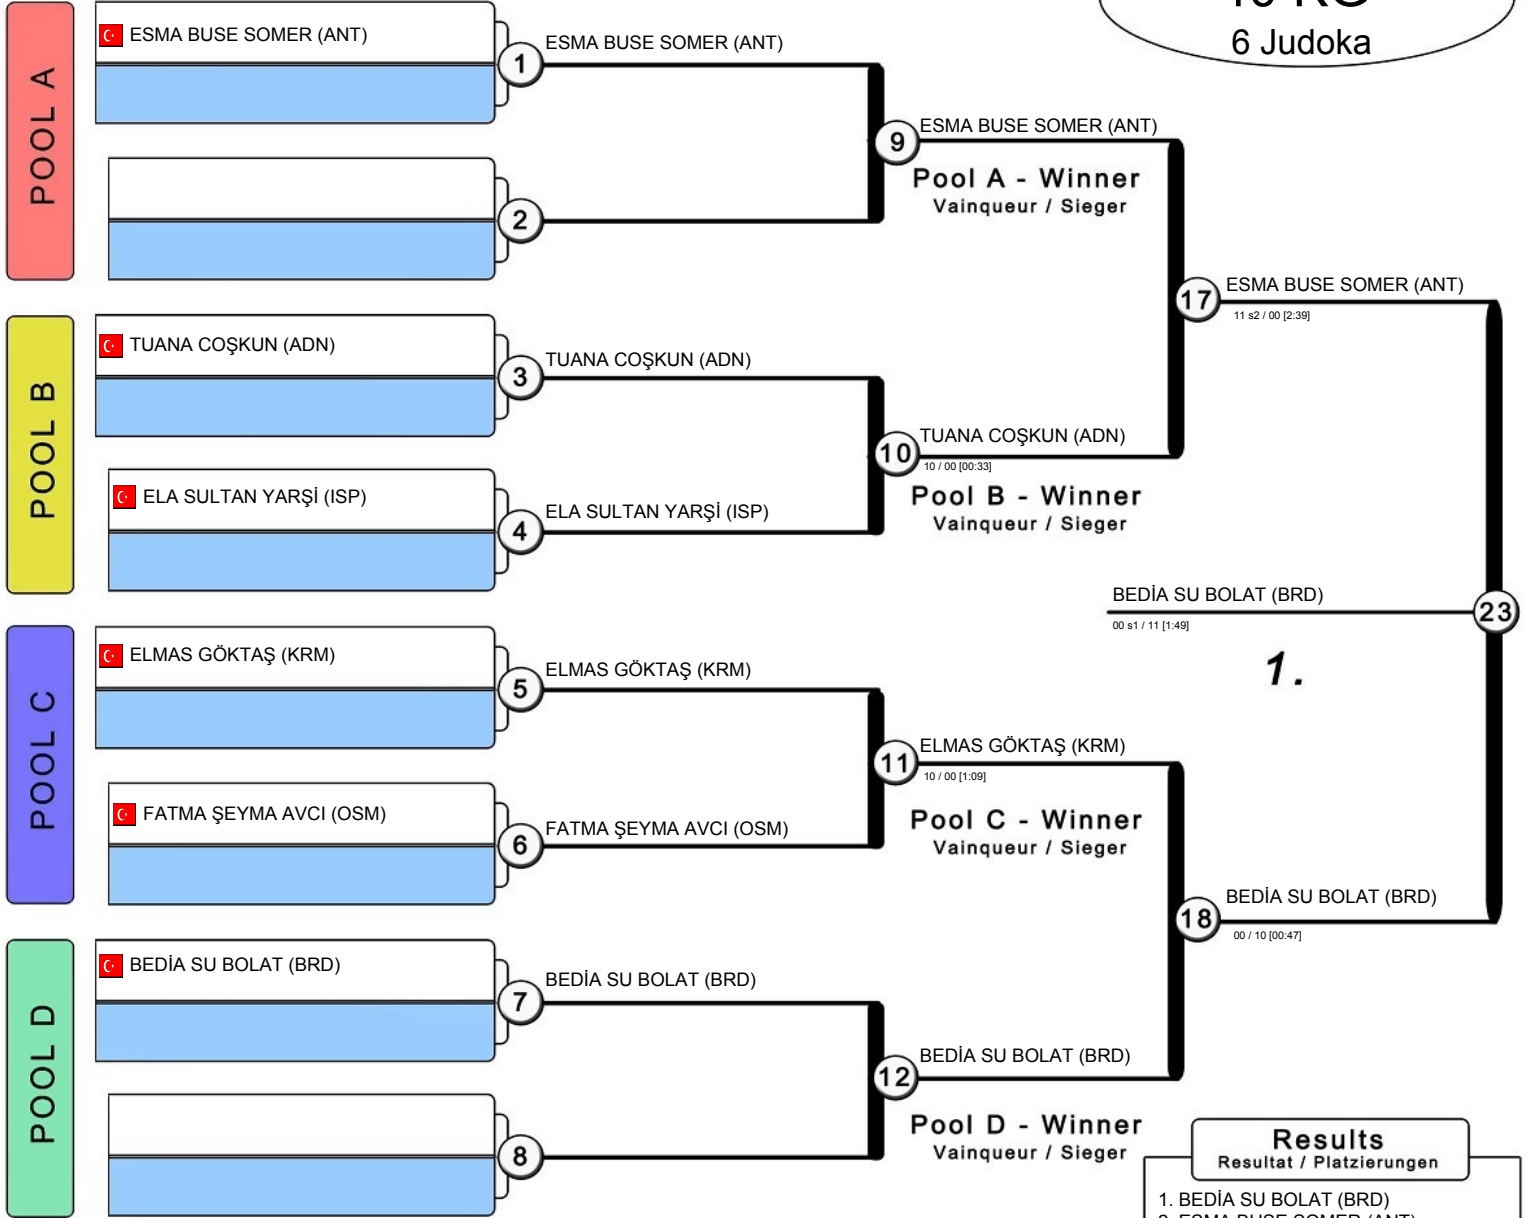 KG
6 Judoka
POOL A
ESMA BUSE SOMER (ANT)
1
ESMA BUSE SOMER (ANT)
2
9
ESMA BUSE SOMER (ANT)
Pool A - Winner
Vainqueur / Sieger
POOL B
TUANA COŞKUN (ADN)
3
TUANA COŞKUN (ADN)
ELA SULTAN YARŞİ (ISP)
4
ELA SULTAN YARŞİ (ISP)
10
TUANA COŞKUN (ADN)
10 / 00 [00:33]
Pool B - Winner
Vainqueur / Sieger
17
ESMA BUSE SOMER (ANT)
11 s2 / 00 [2:39]
BEDİA SU BOLAT (BRD)
00 s1 / 11 [1:49]
23
1.
POOL C
ELMAS GÖKTAŞ (KRM)
5
ELMAS GÖKTAŞ (KRM)
FATMA ŞEYMA AVCI (OSM)
6
FATMA ŞEYMA AVCI (OSM)
11
ELMAS GÖKTAŞ (KRM)
10 / 00 [1:09]
Pool C - Winner
Vainqueur / Sieger
18
BEDİA SU BOLAT (BRD)
00 / 10 [00:47]
POOL D
BEDİA SU BOLAT (BRD)
7
BEDİA SU BOLAT (BRD)
8
12
BEDİA SU BOLAT (BRD)
Pool D - Winner
Vainqueur / Sieger
Results
Resultat / Platzierungen
1. BEDİA SU BOLAT (BRD)
2. ESMA BUSE SOMER (ANT)